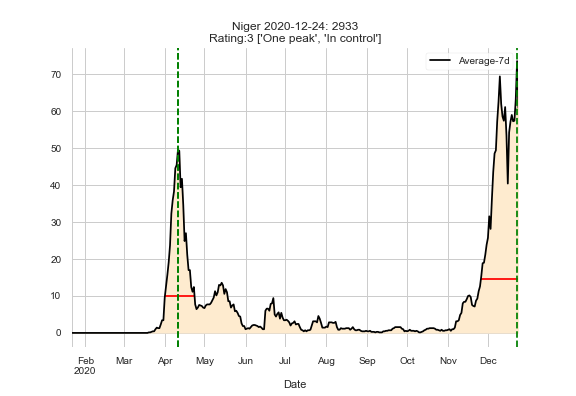 Niger 2020-12-24: 2933
Rating:3 ['One peak', 'In control']
Average-7d
70
60
50
40
30
20
10
0
Feb Mar Apr May Jun Jul Aug Sep Oct Nov Dec
2020
Date